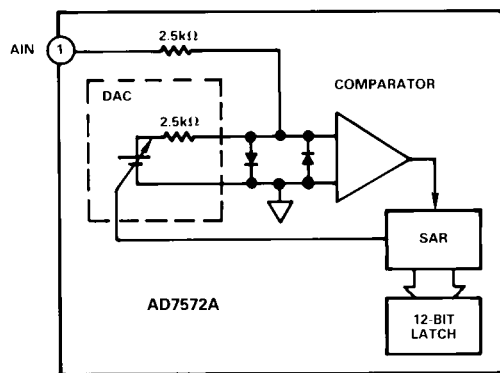 2.5kΩ
AIN
1
COMPARATOR
DAC
2.5kΩ
SAR
AD7572A
12-BIT
LATCH